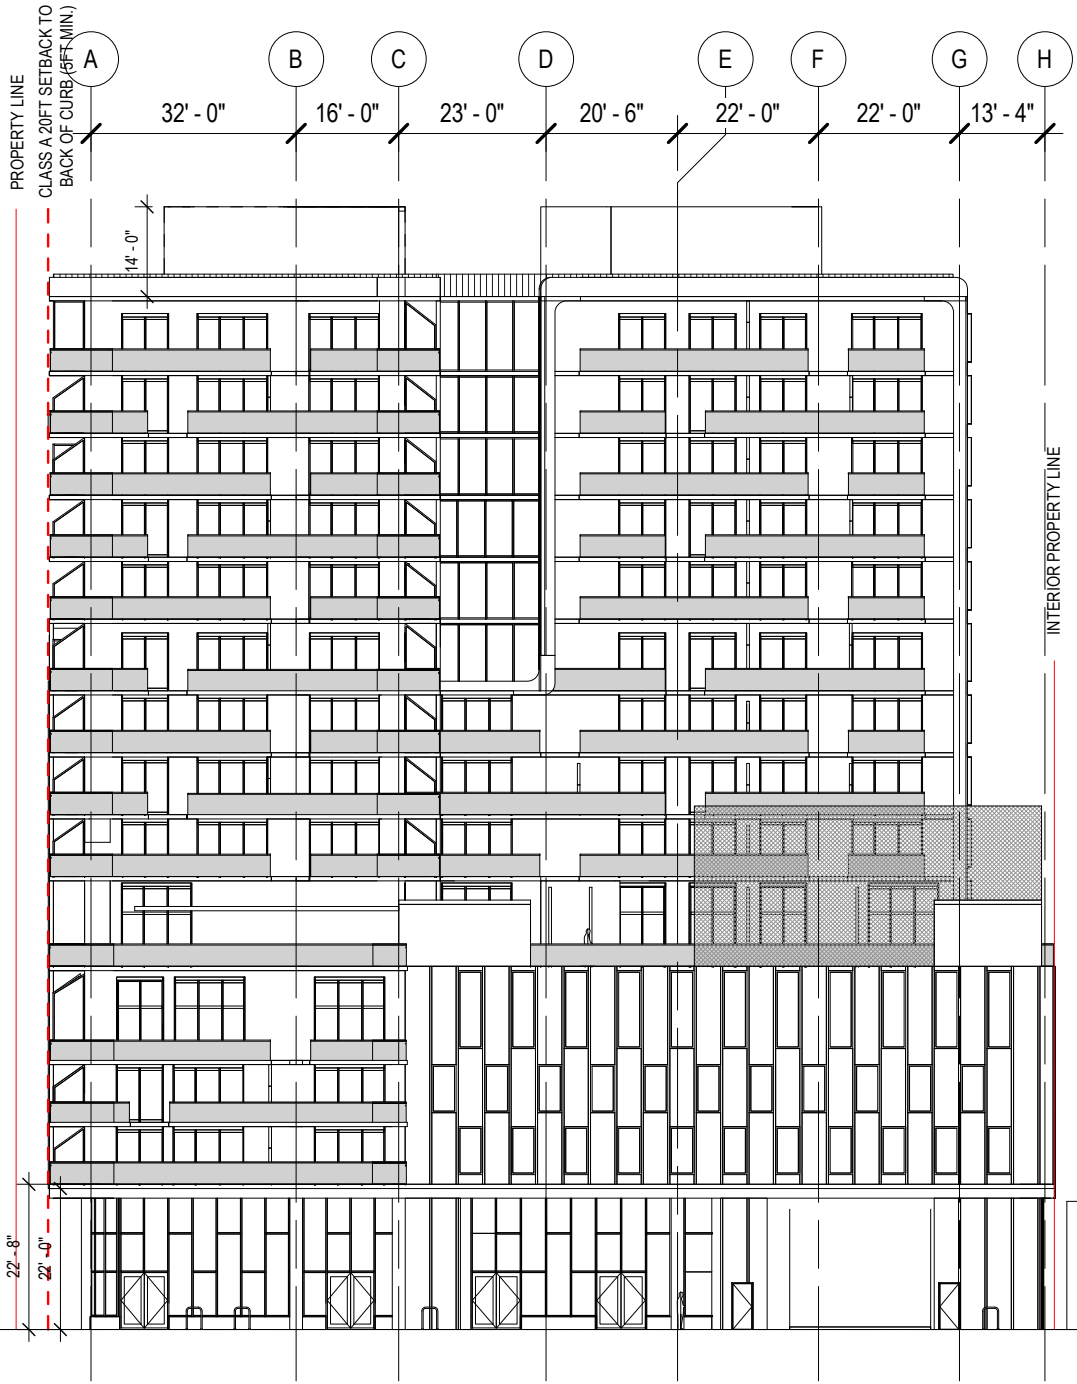 PROPERTY LINE
CLASS A 20FT SETBACK TO
BACK OF CURB (5FT MIN.)
A
B
C
D
E
F
G
H
32' - 0"
16' - 0"
23' - 0"
20' - 6"
22' - 0"
22' - 0"
13' - 4"
14' - 0"
INTERIOR PROPERTY LINE
22' - 8"
22' - 0"